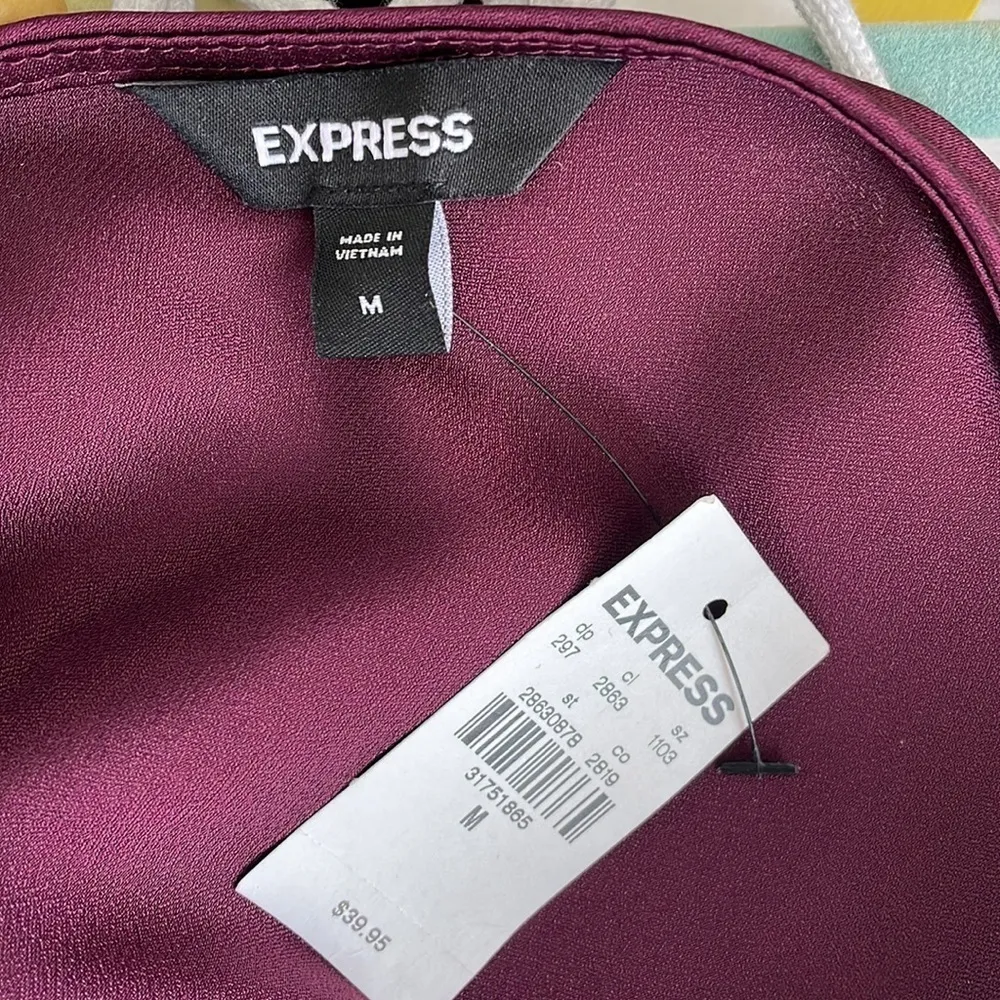 EXPRESS
MADE IN
VIETNAM
M
EXPRESS
dp cl sz
297 2863 1103
st co
28630878 2819
31751865
M
$39.95